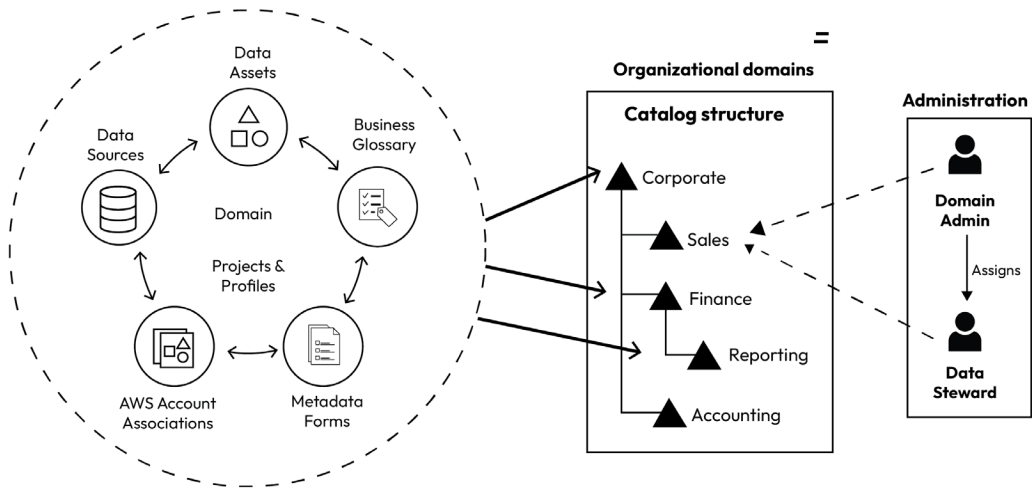 Data
Assets
Data
Sources
Business
Glossary
Domain
Projects &
Profiles
AWS Account
Associations
Metadata
Forms
=
Organizational domains
Catalog structure
Corporate
Sales
Finance
Reporting
Accounting
Administration
Domain
Admin
Assigns
Data
Steward